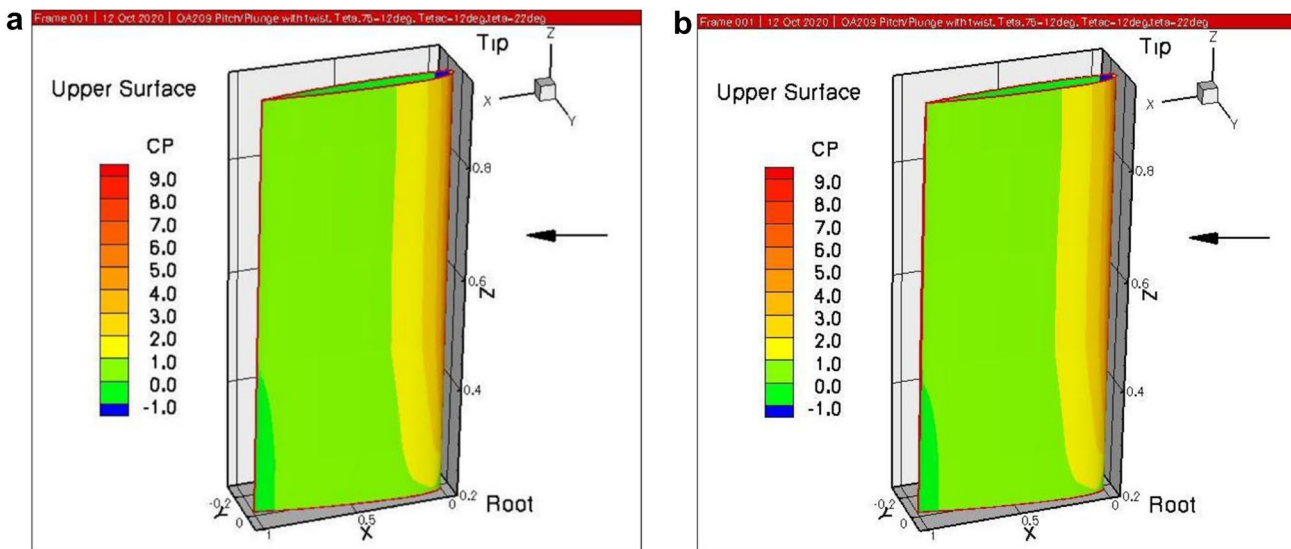 a
Frame 001 | 12 Oct 2020 | OA209 Pitch/Plunge with twist. Teta.75-12deg. Tetac-12deg.teta-22deg
Upper Surface
Tip
Z
X
Y
CP
9.0
8.0
7.0
6.0
5.0
4.0
3.0
2.0
1.0
0.0
-1.0
0.8
0.6
Z
0.4
0.2
Root
-0.2
Y
0
1
X
0.5
0
b
Frame 001 | 12 Oct 2020 | OA209 Pitch/Plunge with twist. Teta.75-12deg. Tetac-12deg.teta-22deg
Upper Surface
Tip
Z
X
Y
CP
9.0
8.0
7.0
6.0
5.0
4.0
3.0
2.0
1.0
0.0
-1.0
0.8
0.6
Z
0.4
0.2
Root
-0.2
Y
0
1
X
0.5
0